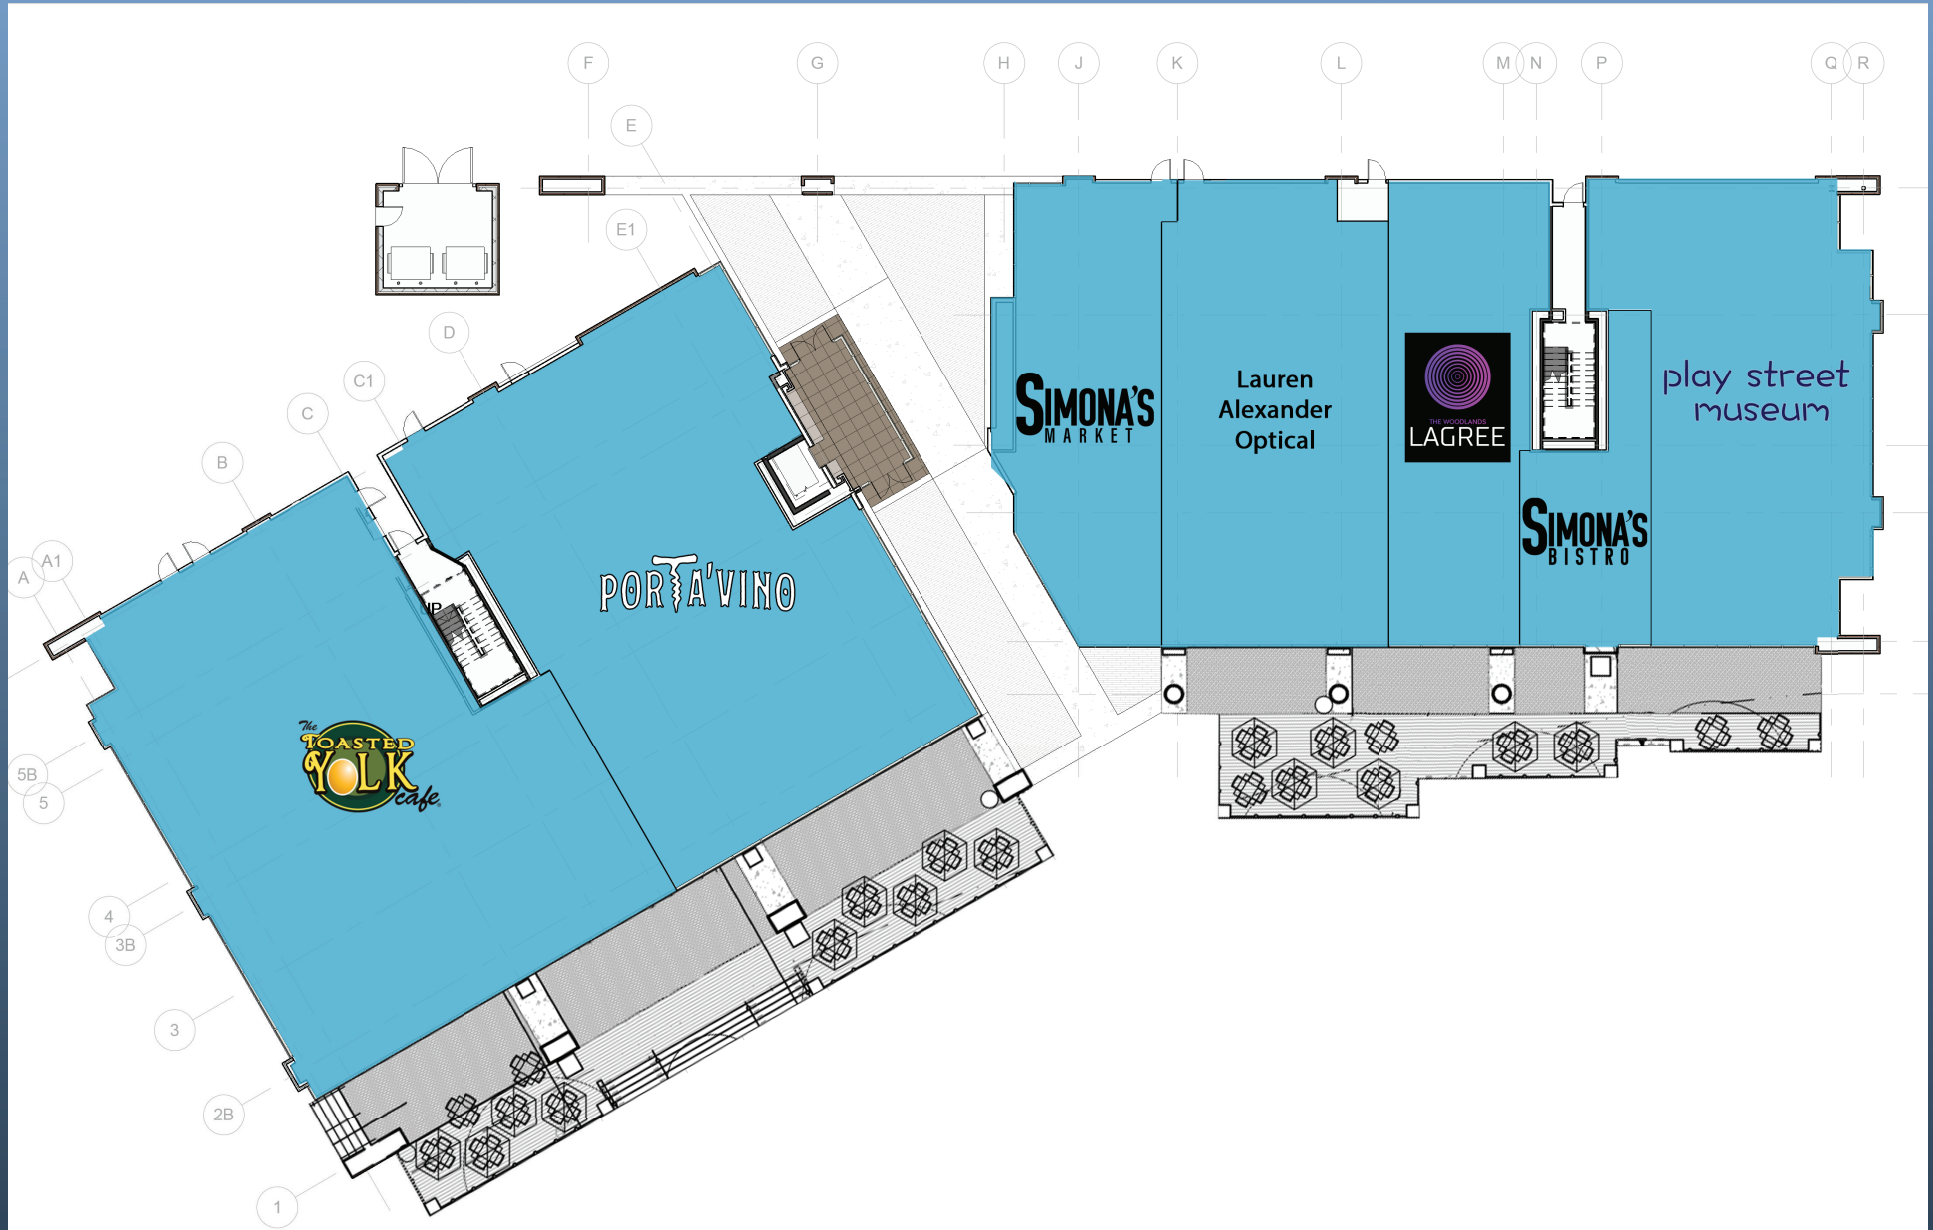 F
G
H
J
K
L
M
N
P
Q
R
E
E1
D
C1
C
B
A1
A
5B
5
4
3B
3
2B
1
UP
The
TOASTED
YOLK
cafe
PORTA'VINO
SIMONA'S
MARKET
Lauren
Alexander
Optical
THE WOODLANDS
LAGREE
SIMONA'S
BISTRO
play street
museum